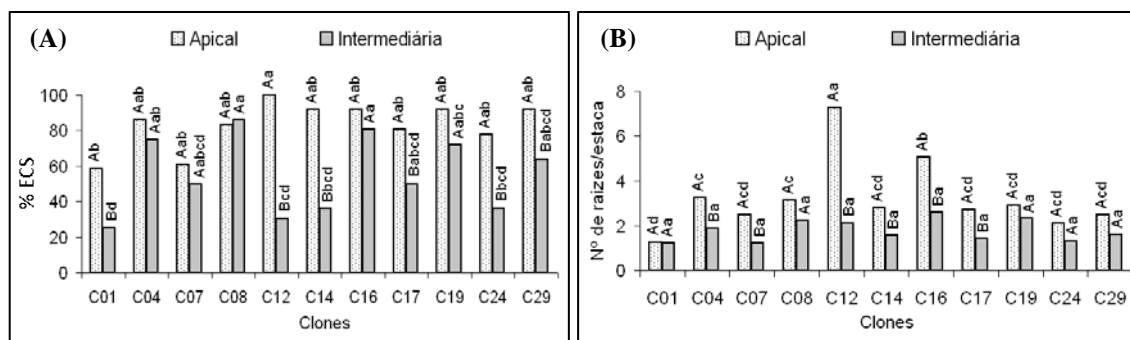 (A)
Apical Intermediária
% ECS
100
80
60
40
20
0
Ab Bd Aab Aab Aab Aabcd Aab Aa Aa Bcd Aab Bbcd Aab Aa Aab Babcd Aab Aabc Aab Bbcd Aab Babcd
C01 C04 C07 C08 C12 C14 C16 C17 C19 C24 C29
Clones
(B)
Apical Intermediária
Nº de raizes/estaca
8
6
4
2
0
Ad Aa Ac Ba Acd Ba Ac Aa Aa Ba Acd Ba Ab Ba Acd Ba Acd Aa Acd Aa Acd Aa
C01 C04 C07 C08 C12 C14 C16 C17 C19 C24 C29
Clones